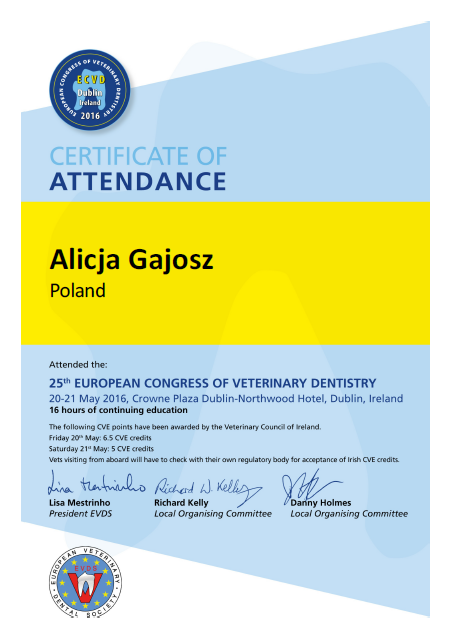 EUROPEAN CONGRESS OF VETERINARY DENTISTRY
ECVD
Dublin
Ireland
2016
CERTIFICATE OF
ATTENDANCE
Alicja Gajosz
Poland
Attended the:
25th EUROPEAN CONGRESS OF VETERINARY DENTISTRY
20-21 May 2016, Crowne Plaza Dublin-Northwood Hotel, Dublin, Ireland
16 hours of continuing education
The following CVE points have been awarded by the Veterinary Council of Ireland.
Friday 20th May: 6.5 CVE credits
Saturday 21st May: 5 CVE credits
Vets visiting from aboard will have to check with their own regulatory body for acceptance of Irish CVE credits.
Lisa Mestrinho Richard W. Kelly
Lisa Mestrinho Richard Kelly Danny Holmes
President EVDS Local Organising Committee Local Organising Committee
EUROPEAN VETERINARY
EVDS
DENTAL SOCIETY